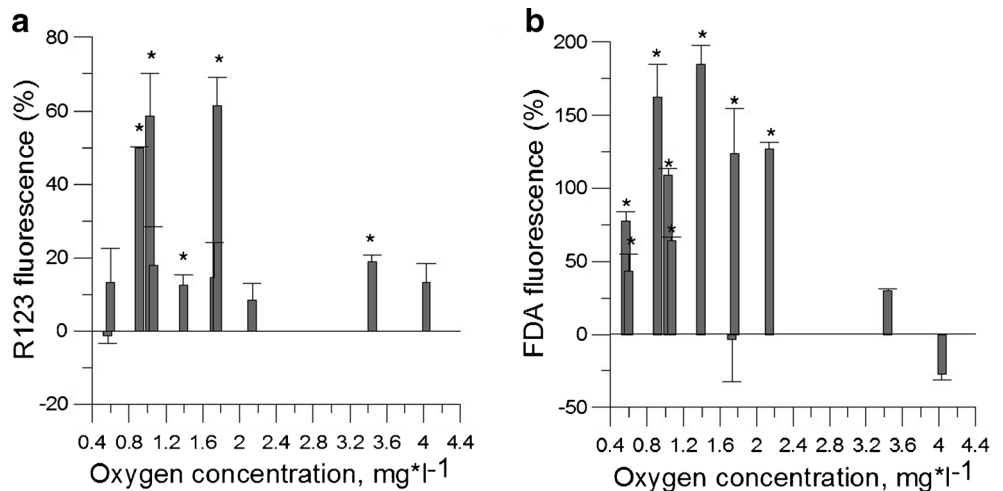 a
R123 fluorescence (%)
80
60
40
20
0
-20
* * * * * *
0.4 0.8 1.2 1.6 2 2.4 2.8 3.2 3.6 4 4.4
Oxygen concentration, mg*l-1
b
FDA fluorescence (%)
200
150
100
50
0
-50
* * * * * * * *
0.4 0.8 1.2 1.6 2 2.4 2.8 3.2 3.6 4 4.4
Oxygen concentration, mg*l-1